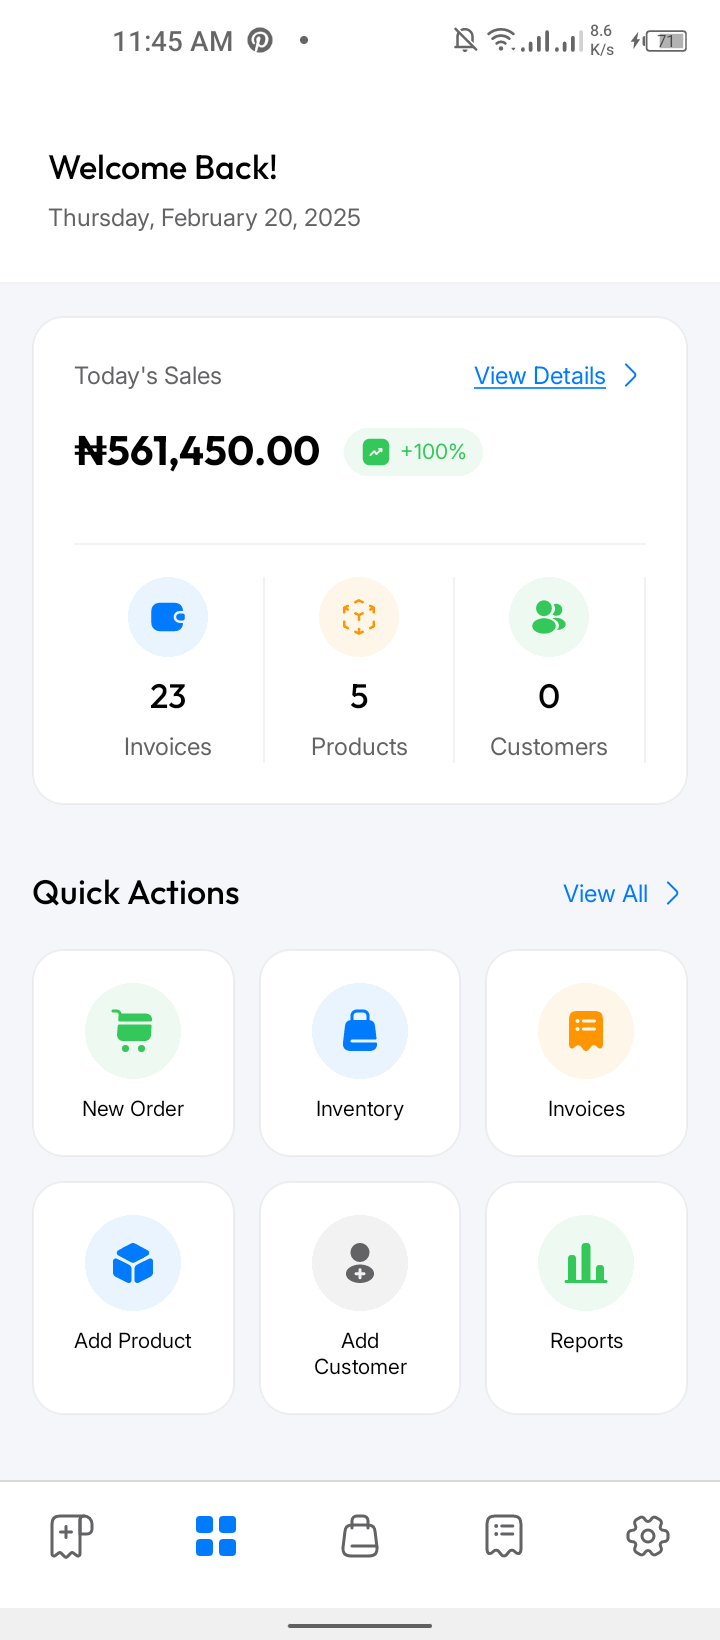 11:45 AM
8.6
K/s
71
Welcome Back!
Thursday, February 20, 2025
Today's Sales
View Details
₦561,450.00
+100%
23
5
0
Invoices
Products
Customers
Quick Actions
View All
New Order
Inventory
Invoices
Add Product
Add
Customer
Reports